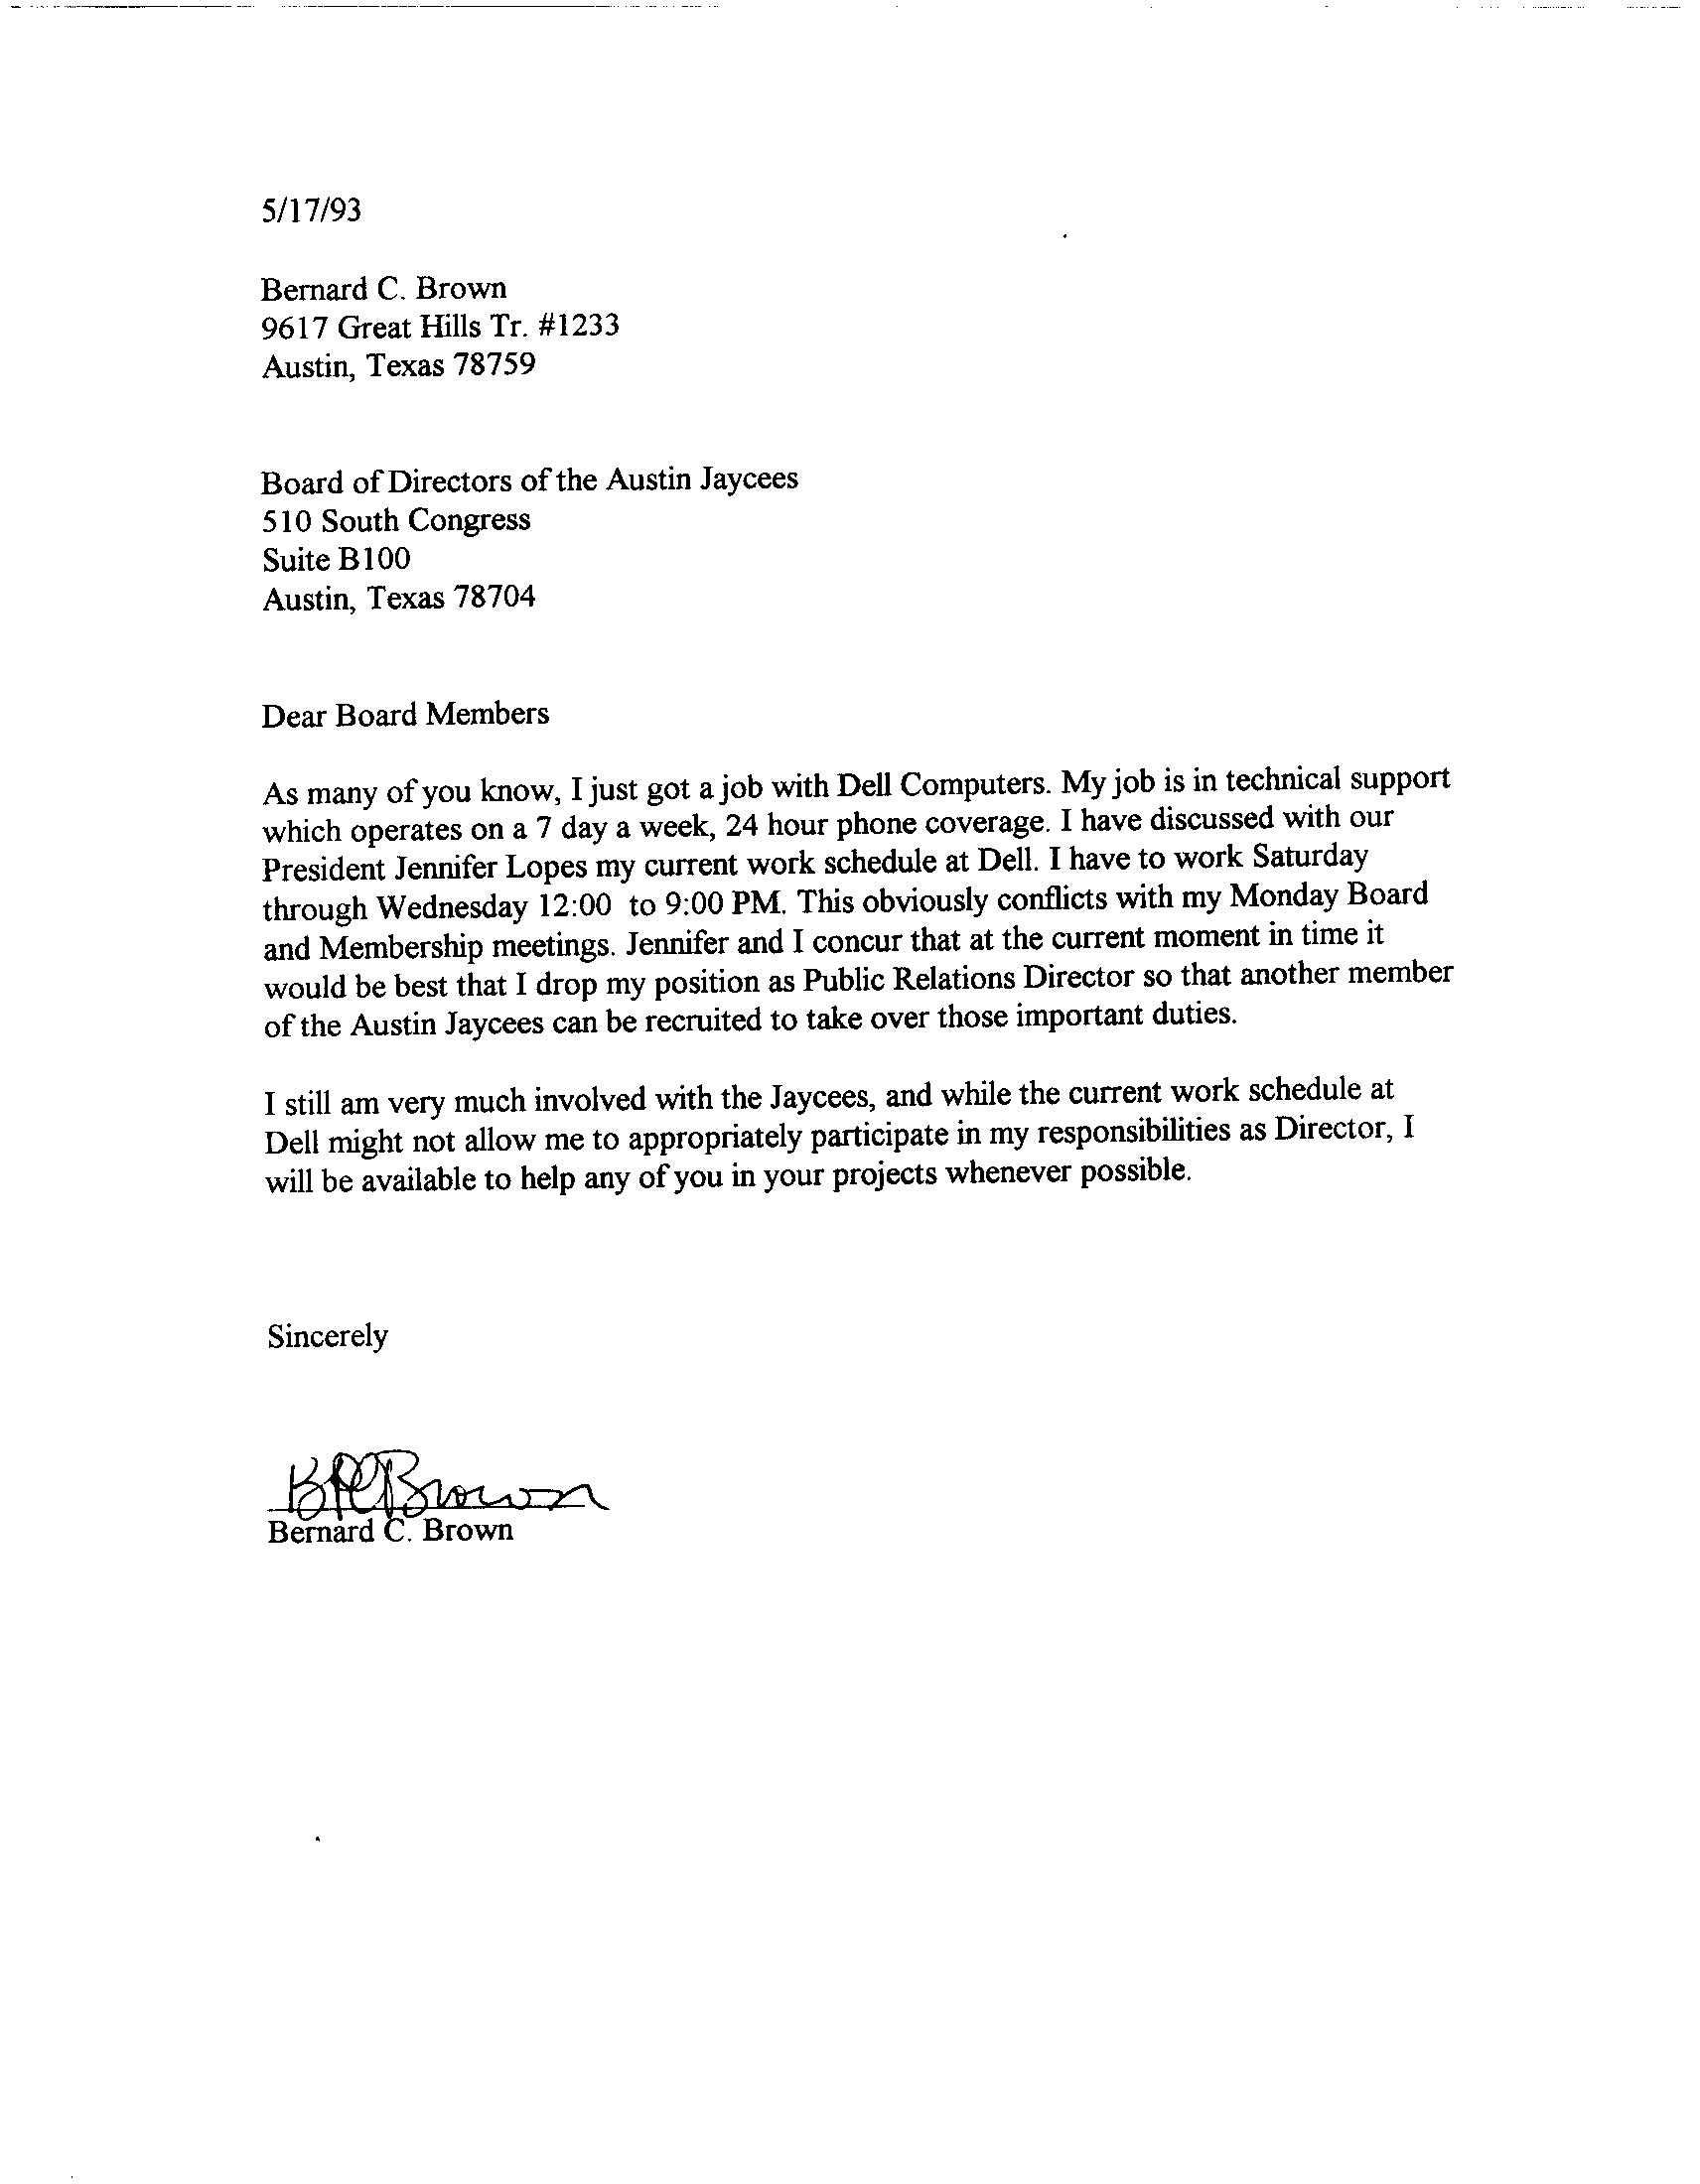 5/17/93
Bernard C. Brown
9617 Great Hills Tr. #1233
Austin, Texas 78759
Board of Directors of the Austin Jaycees
510 South Congress
Suite B100
Austin, Texas 78704
Dear Board Members
As many of you know, I just got a job with Dell Computers. My job is in technical support
which operates on a 7 day a week, 24 hour phone coverage. I have discussed with our
President Jennifer Lopes my current work schedule at Dell. I have to work Saturday
through Wednesday 12:00 to 9:00 PM. This obviously conflicts with my Monday Board
and Membership meetings. Jennifer and I concur that at the current moment in time it
would be best that I drop my position as Public Relations Director so that another member
of the Austin Jaycees can be recruited to take over those important duties.
I still am very much involved with the Jaycees, and while the current work schedule at
Dell might not allow me to appropriately participate in my responsibilities as Director, I
will be available to help any of you in your projects whenever possible.
Sincerely
Brown
Bernard C. Brown